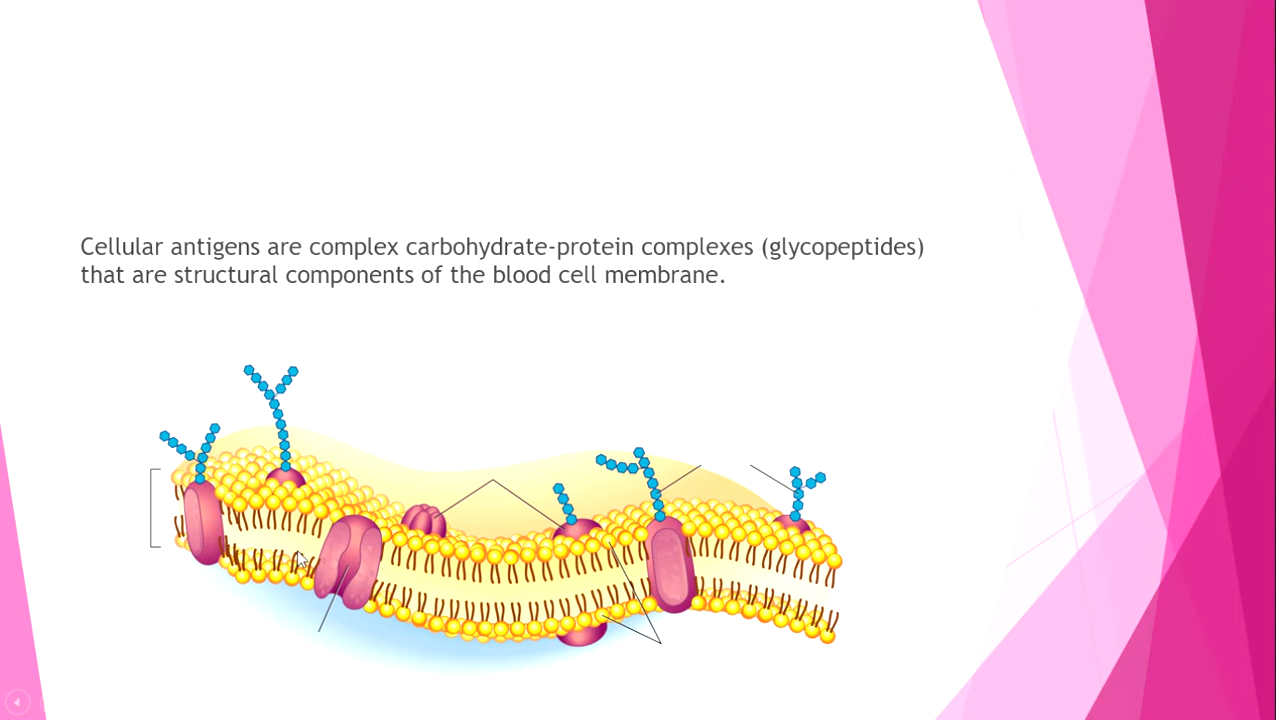 Cellular antigens are complex carbohydrate-protein complexes (glycopeptides)
that are structural components of the blood cell membrane.